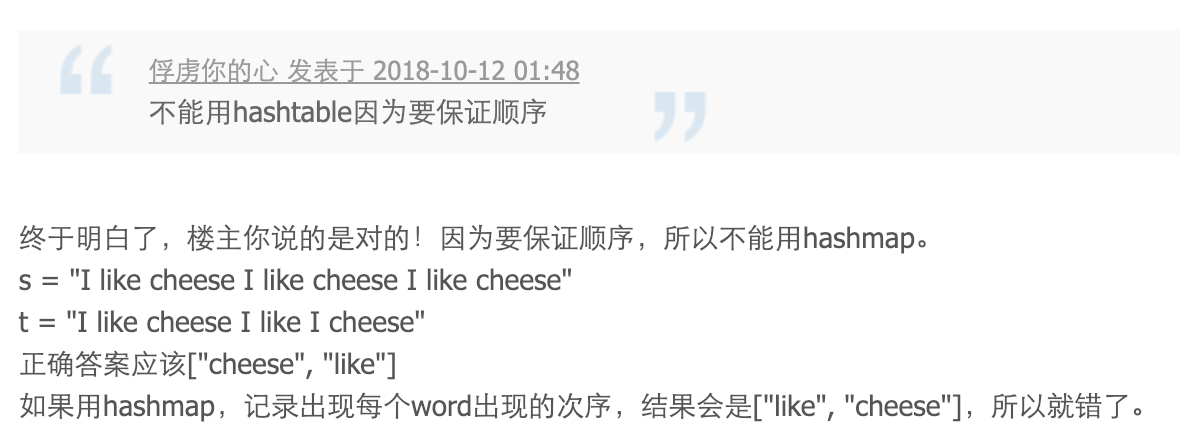 俘虏你的心 发表于 2018-10-12 01:48
不能用hashtable因为要保证顺序
终于明白了，楼主你说的是对的！因为要保证顺序，所以不能用hashmap。
s = "I like cheese I like cheese I like cheese"
t = "I like cheese I like I cheese"
正确答案应该["cheese", "like"]
如果用hashmap，记录出现每个word出现的次序，结果会是["like", "cheese"]，所以就错了。